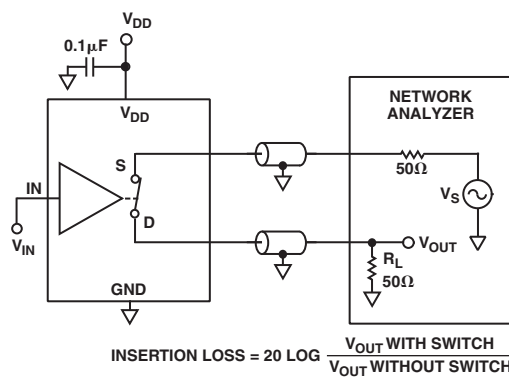 VDD
0.1µF
VDD
NETWORK
ANALYZER
S
50Ω
VS
IN
D
VOUT
VIN
RL
50Ω
GND
INSERTION LOSS = 20 LOG VOUT WITH SWITCH
VOUT WITHOUT SWITCH